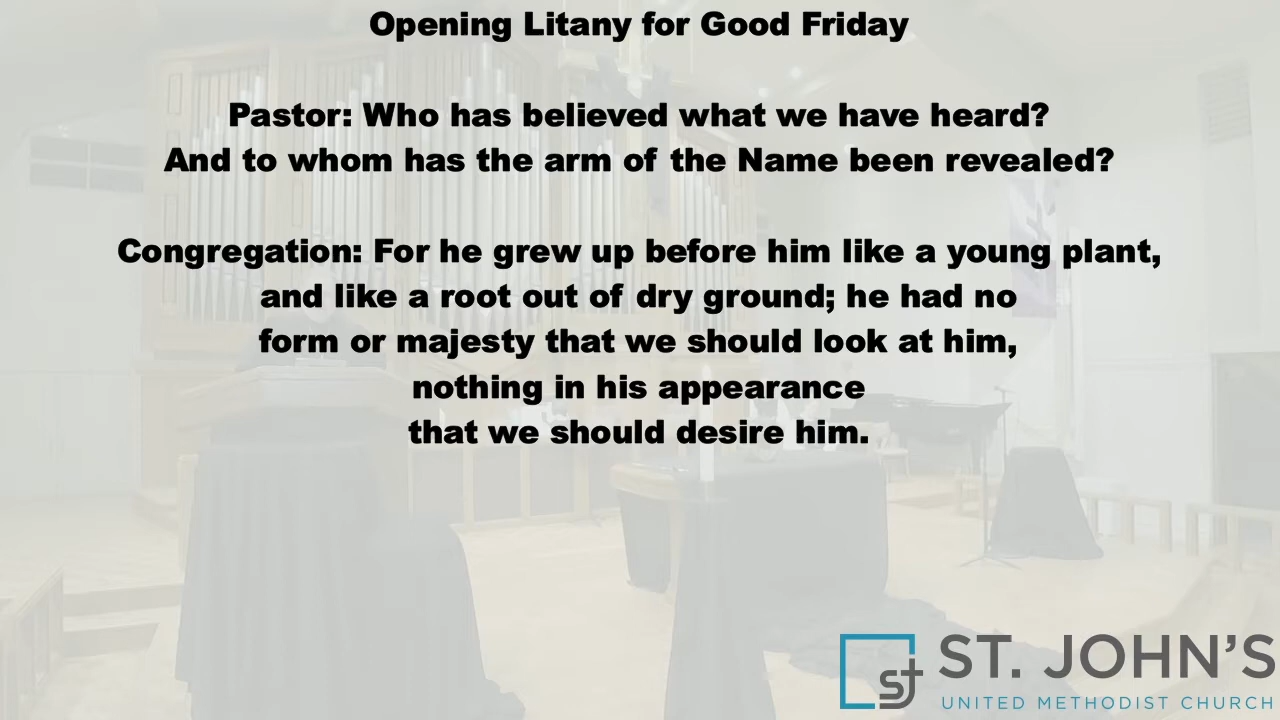 Opening Litany for Good Friday
Pastor: Who has believed what we have heard?
And to whom has the arm of the Name been revealed?
Congregation: For he grew up before him like a young plant,
and like a root out of dry ground; he had no
form or majesty that we should look at him,
nothing in his appearance
that we should desire him.
sj
ST. JOHN'S
UNITED METHODIST CHURCH